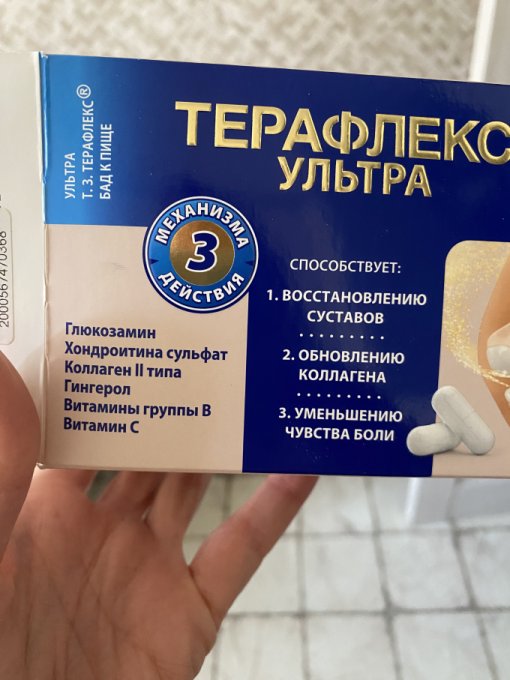 ТЕРАФЛЕКС
УЛЬТРА
УЛЬТРА
Т. З. ТЕРАФЛЕКС®
БАД К ПИЩЕ
3
МЕХАНИЗМА
ДЕЙСТВИЯ
Глюкозамин
Хондроитина сульфат
Коллаген II типа
Гингерол
Витамины группы В
Витамин С
СПОСОБСТВУЕТ:
1. ВОССТАНОВЛЕНИЮ
СУСТАВОВ
2. ОБНОВЛЕНИЮ
КОЛЛАГЕНА
3. УМЕНЬШЕНИЮ
ЧУВСТВА БОЛИ
2000567470368